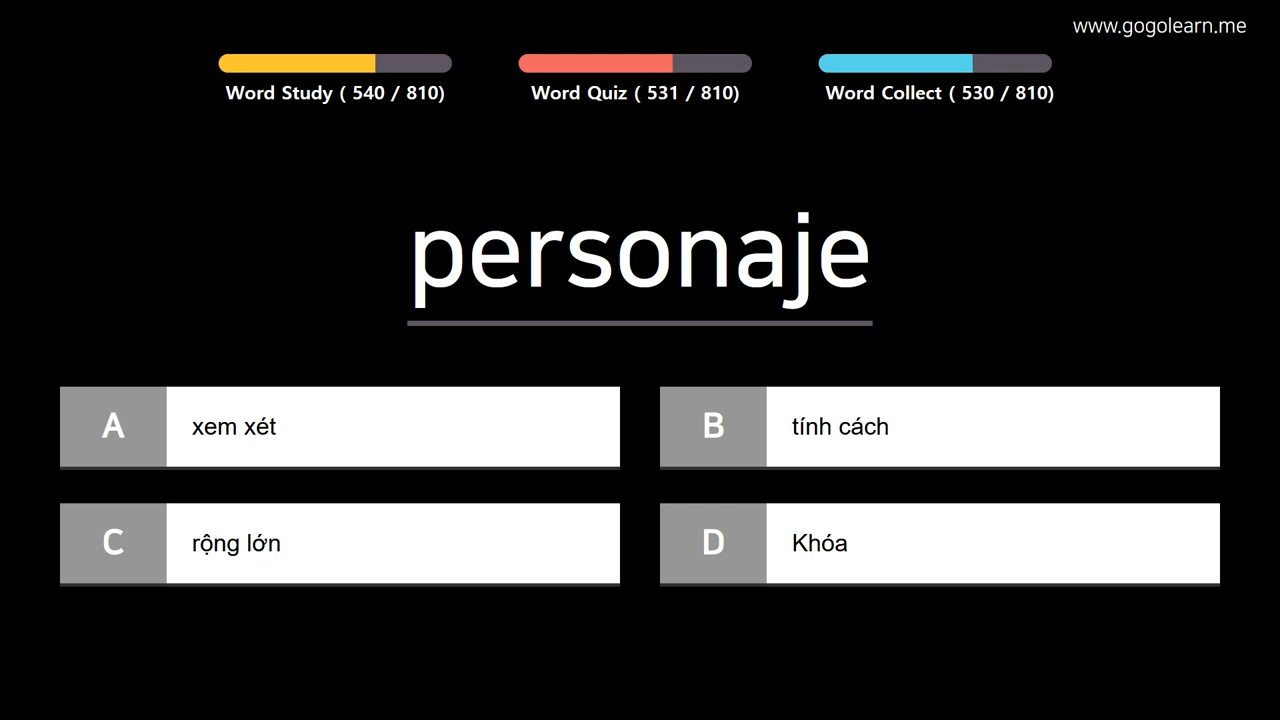 www.gogolearn.me
Word Study ( 540 / 810)
Word Quiz ( 531 / 810)
Word Collect ( 530 / 810)
personaje
A xem xét
B tính cách
C rộng lớn
D Khóa